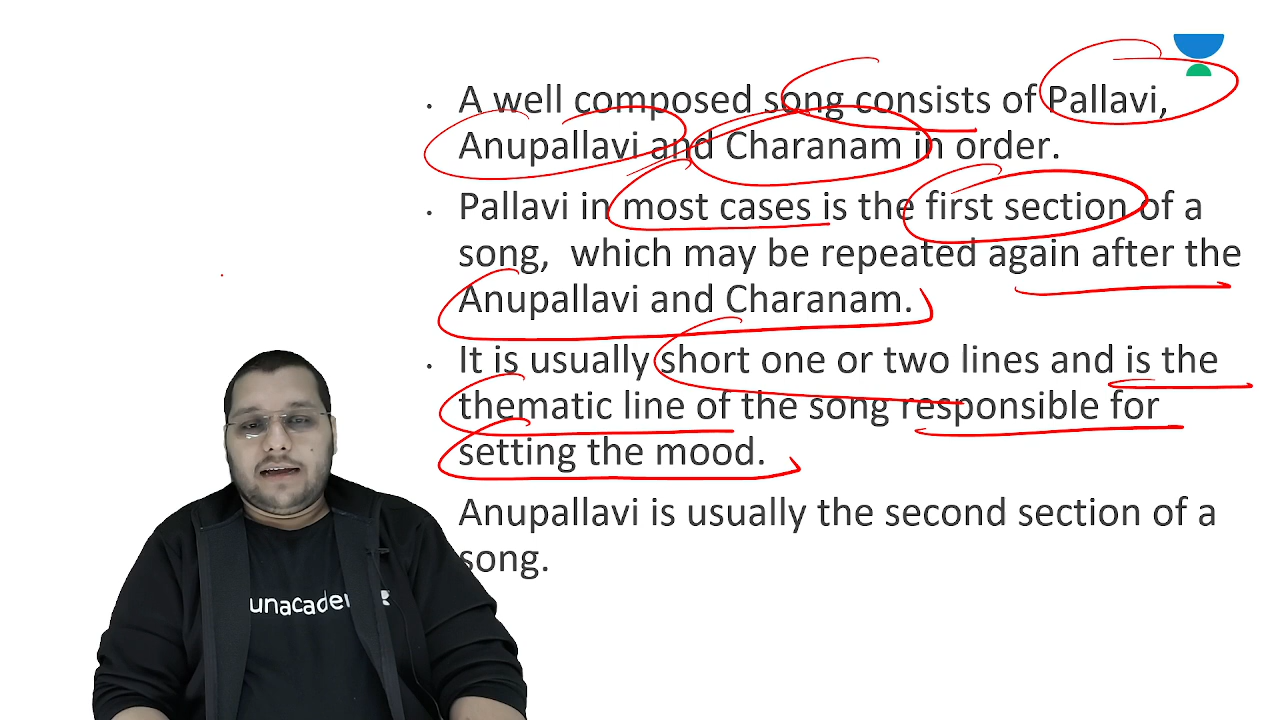 A well composed song consists of Pallavi,
Anupallavi and Charanam in order.
Pallavi in most cases is the first section of a
song, which may be repeated again after the
Anupallavi and Charanam.
It is usually short one or two lines and is the
thematic line of the song responsible for
setting the mood.
Anupallavi is usually the second section of a
song.